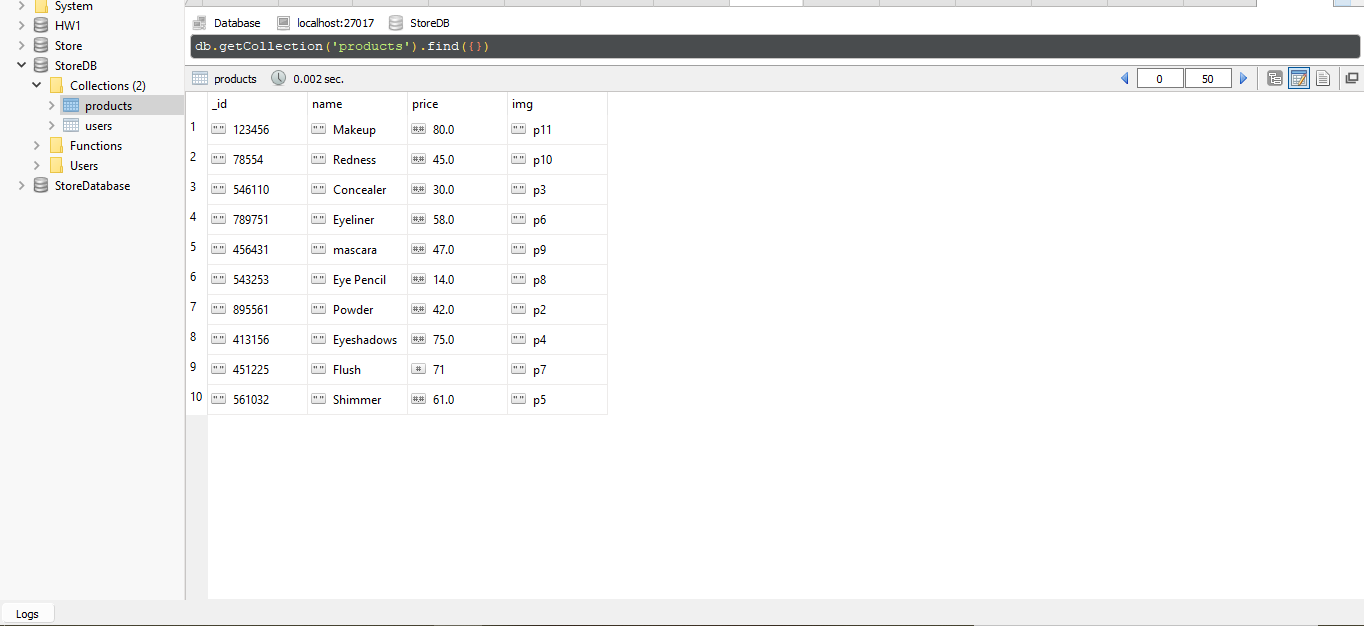 System
HW1
Store
StoreDB
Collections (2)
products
users
Functions
Users
StoreDatabase
Database localhost:27017 StoreDB
db.getCollection('products').find({})
products 0.002 sec. 0 50
_id name price img
1 "" 123456 "" Makeup #.# 80.0 "" p11
2 "" 78554 "" Redness #.# 45.0 "" p10
3 "" 546110 "" Concealer #.# 30.0 "" p3
4 "" 789751 "" Eyeliner #.# 58.0 "" p6
5 "" 456431 "" mascara #.# 47.0 "" p9
6 "" 543253 "" Eye Pencil #.# 14.0 "" p8
7 "" 895561 "" Powder #.# 42.0 "" p2
8 "" 413156 "" Eyeshadows #.# 75.0 "" p4
9 "" 451225 "" Flush # 71 "" p7
10 "" 561032 "" Shimmer #.# 61.0 "" p5
Logs